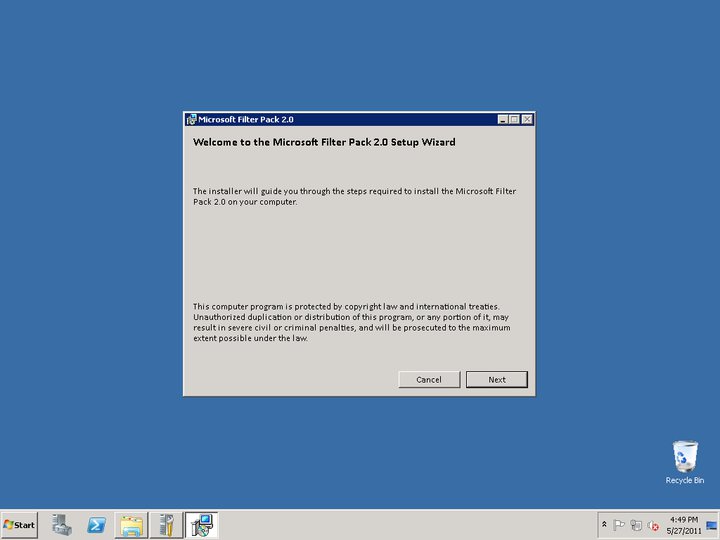 Microsoft Filter Pack 2.0
Welcome to the Microsoft Filter Pack 2.0 Setup Wizard
The installer will guide you through the steps required to install the Microsoft Filter
Pack 2.0 on your computer.
This computer program is protected by copyright law and international treaties.
Unauthorized duplication or distribution of this program, or any portion of it, may
result in severe civil or criminal penalties, and will be prosecuted to the maximum
extent possible under the law.
Cancel
Next
Recycle Bin
Start
4:49 PM
5/27/2011